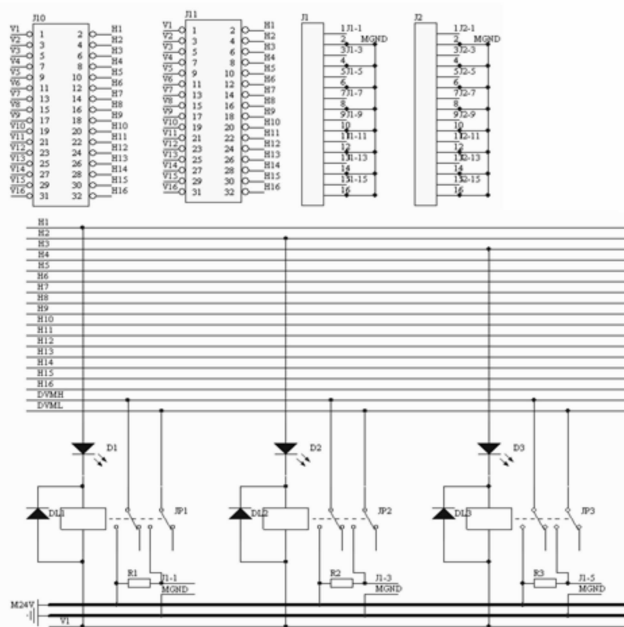 J10
V1 1 2 H1
V2 3 4 H2
V3 5 6 H3
V4 7 8 H4
V5 9 10 H5
V6 11 12 H6
V7 13 14 H7
V8 15 16 H8
V9 17 18 H9
V10 19 20 H10
V11 21 22 H11
V12 23 24 H12
V13 25 26 H13
V14 27 28 H14
V15 29 30 H15
V16 31 32 H16
J11
V1 1 2 H1
V2 3 4 H2
V3 5 6 H3
V4 7 8 H4
V5 9 10 H5
V6 11 12 H6
V7 13 14 H7
V8 15 16 H8
V9 17 18 H9
V10 19 20 H10
V11 21 22 H11
V12 23 24 H12
V13 25 26 H13
V14 27 28 H14
V15 29 30 H15
V16 31 32 H16
J1
1 J1-1
2 MGND
3 J1-3
4
5 J1-5
6
7 J1-7
8
9 J1-9
10
11 J1-11
12
13 J1-13
14
15 J1-15
16
J2
1 J2-1
2 MGND
3 J2-3
4
5 J2-5
6
7 J2-7
8
9 J2-9
10
11 J2-11
12
13 J2-13
14
15 J2-15
16
H1
H2
H3
H4
H5
H6
H7
H8
H9
H10
H11
H12
H13
H14
H15
H16
DVMH
DVML
D1 D2 D3
DL1 JP1 DL2 JP2 DL3 JP3
R1 J1-1 R2 J1-3 R3 J1-5
MGND MGND MGND
M24V
V1